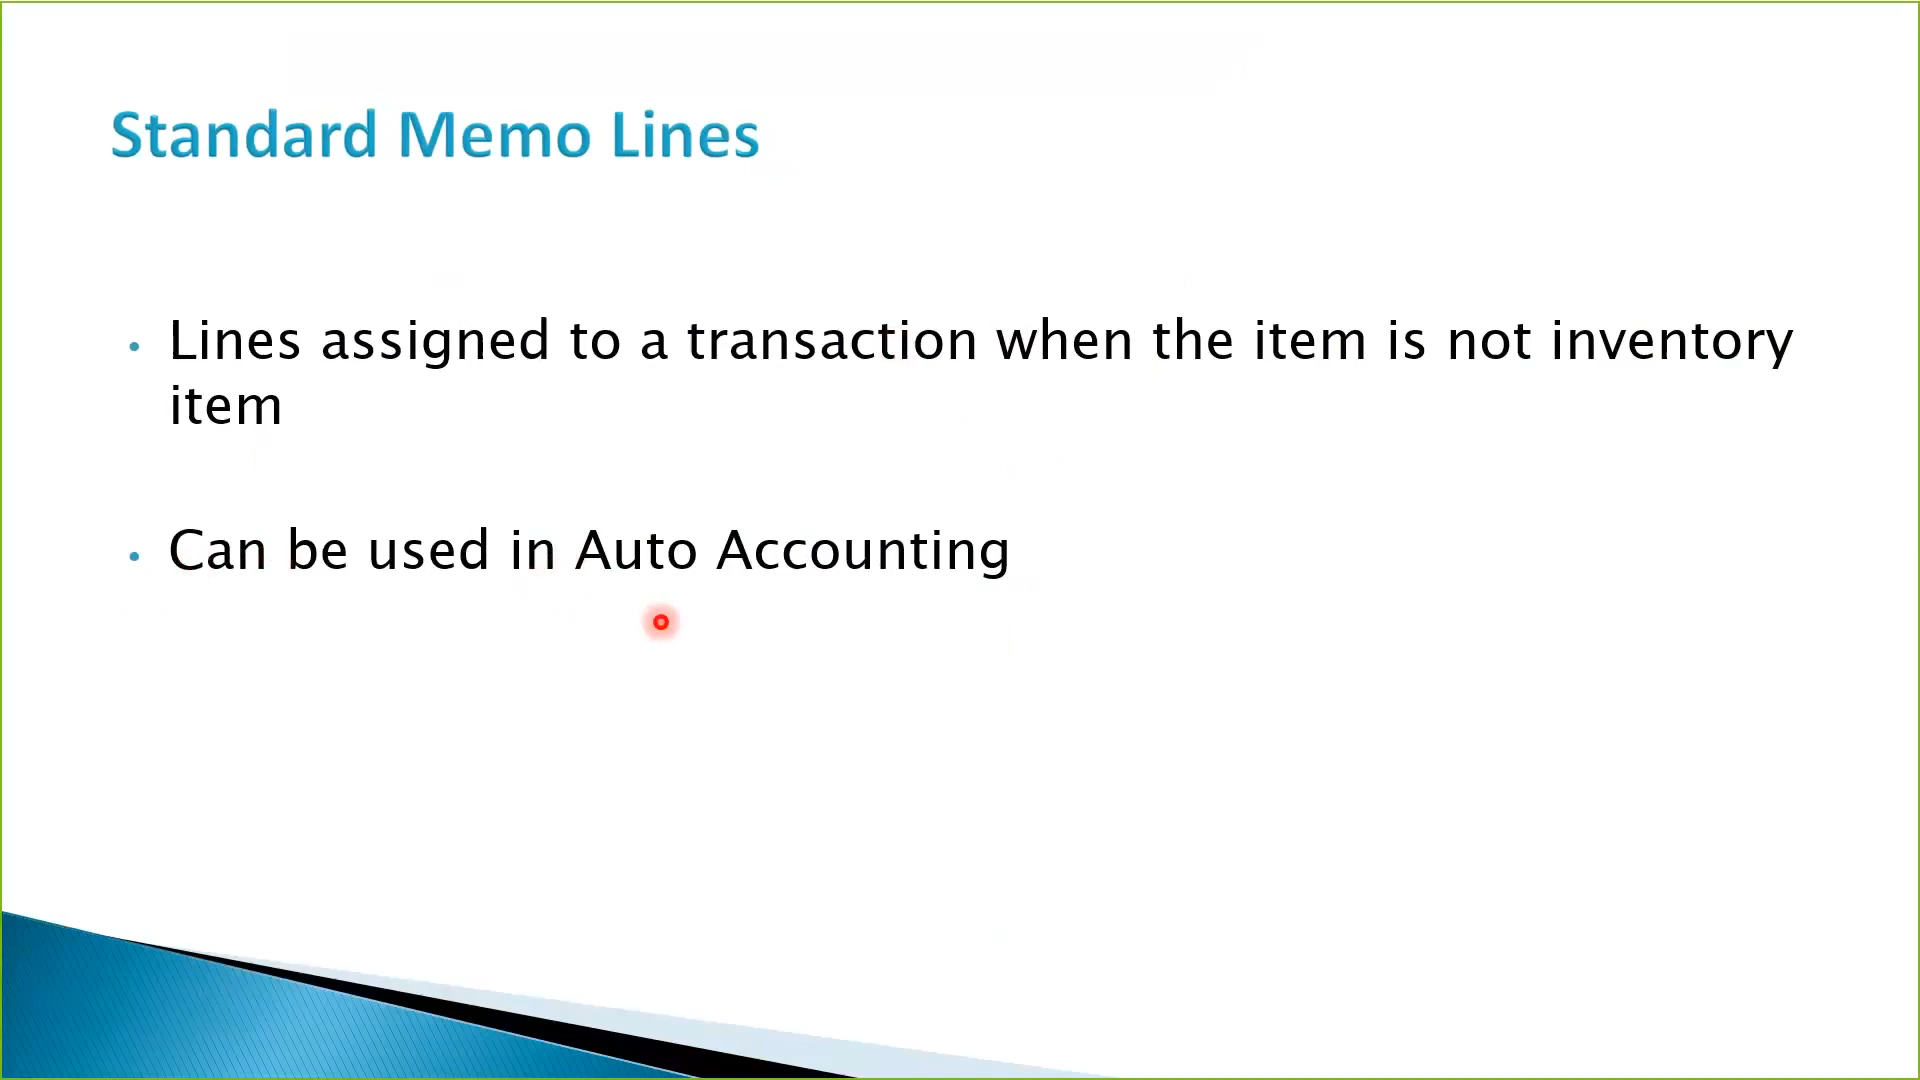 Standard Memo Lines
• Lines assigned to a transaction when the item is not inventory
item
• Can be used in Auto Accounting